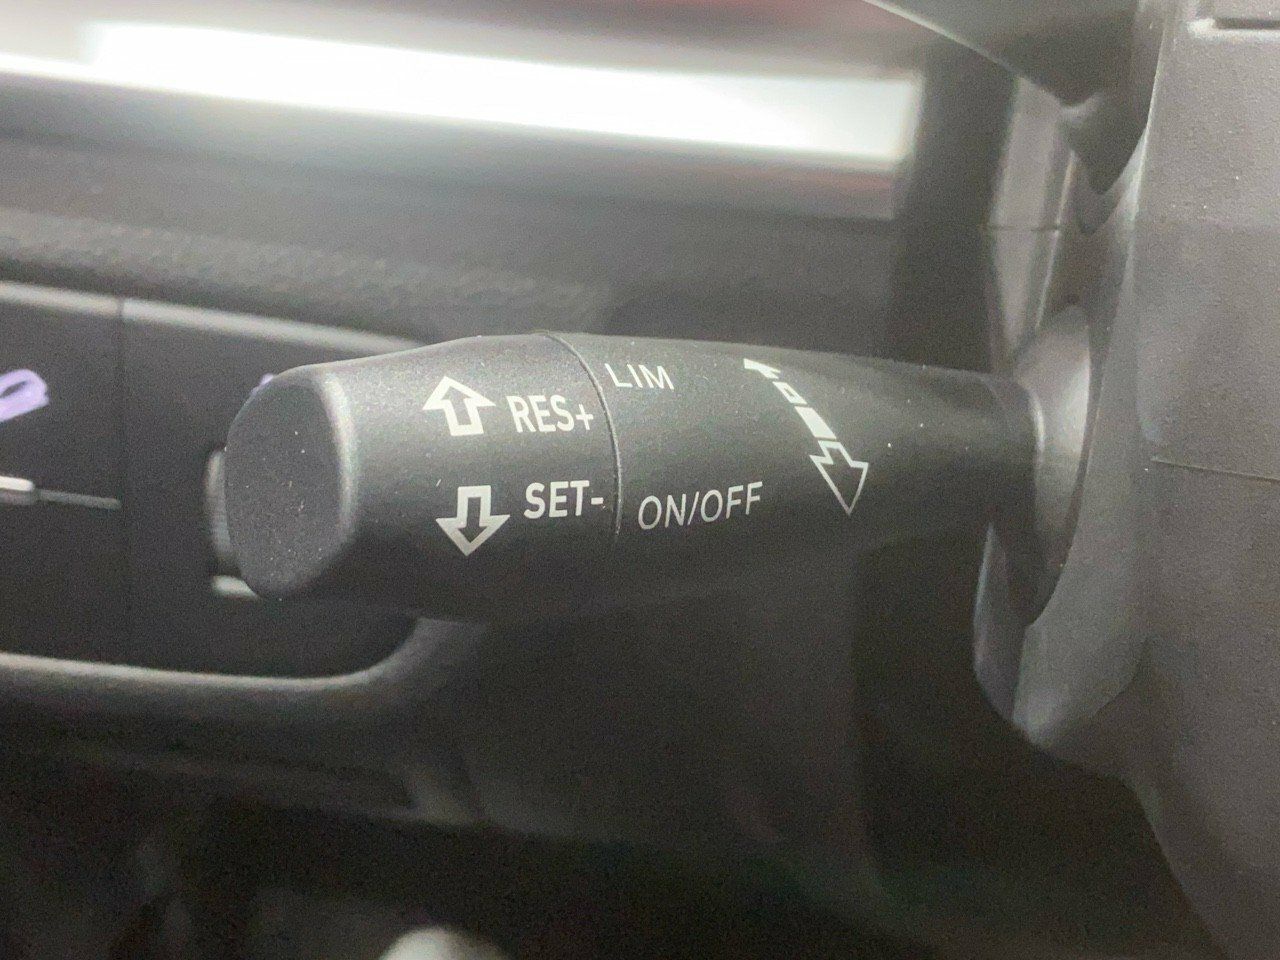 LIM
RES+
SET-
ON/OFF